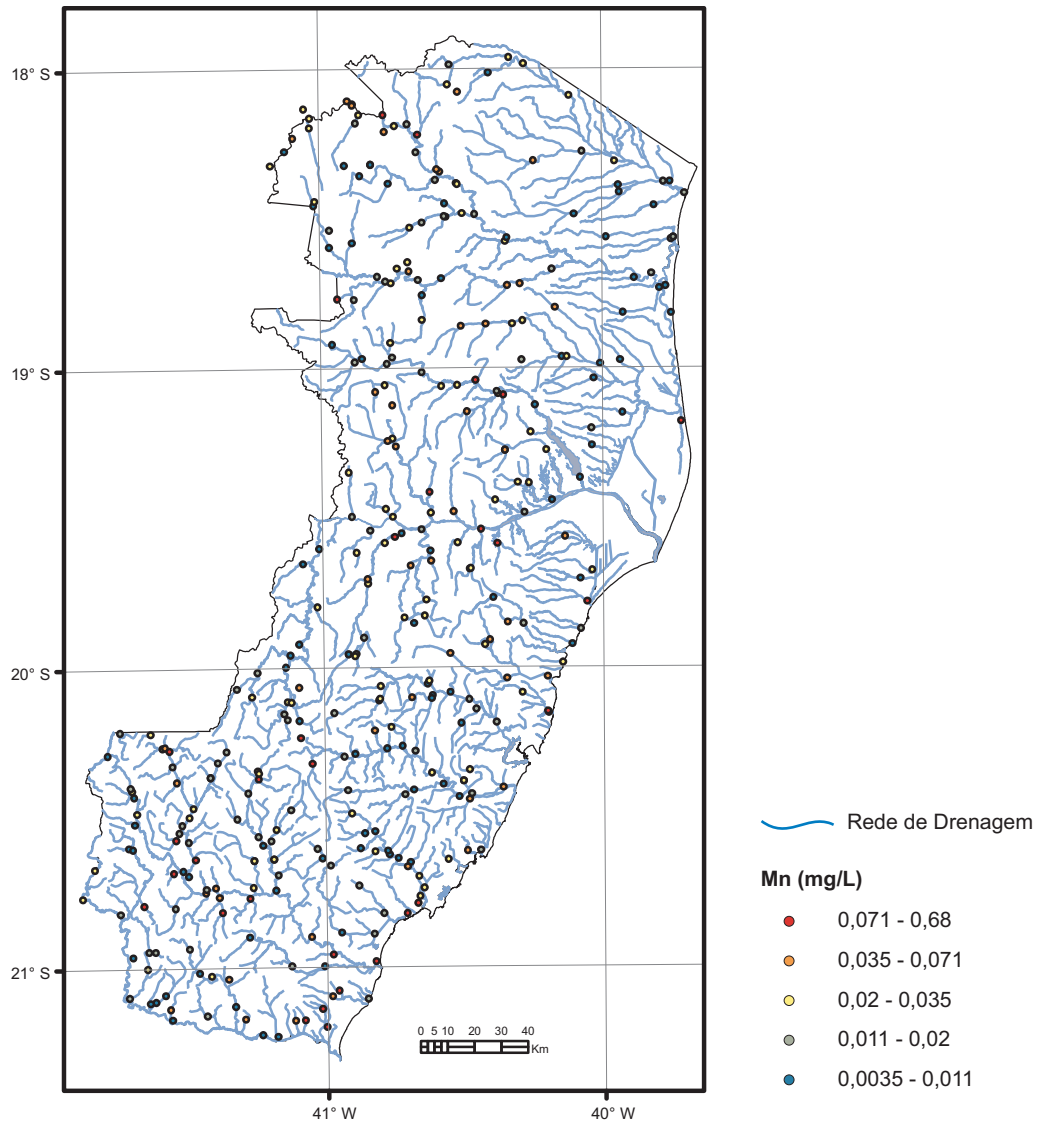 18° S
19° S
20° S
21° S
41° W
40° W
0 5 10 20 30 40
Km
Rede de Drenagem
Mn (mg/L)
0,071 - 0,68
0,035 - 0,071
0,02 - 0,035
0,011 - 0,02
0,0035 - 0,011